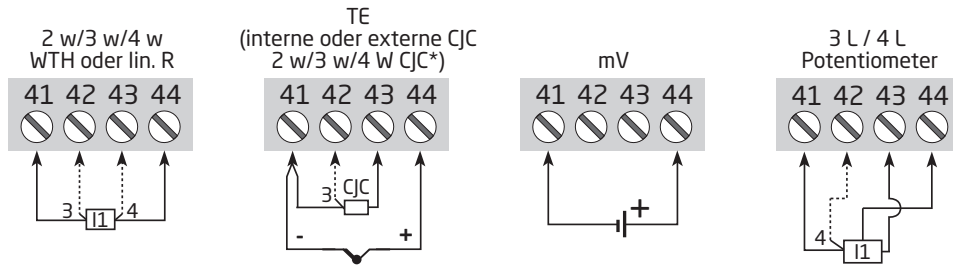 2 w/3 w/4 w
WTH oder lin. R
41 42 43 44
3 I1 4
TE
(interne oder externe CJC
2 w/3 w/4 W CJC*)
41 42 43 44
3 CJC
- +
mV
41 42 43 44
+
3 L / 4 L
Potentiometer
41 42 43 44
4 I1